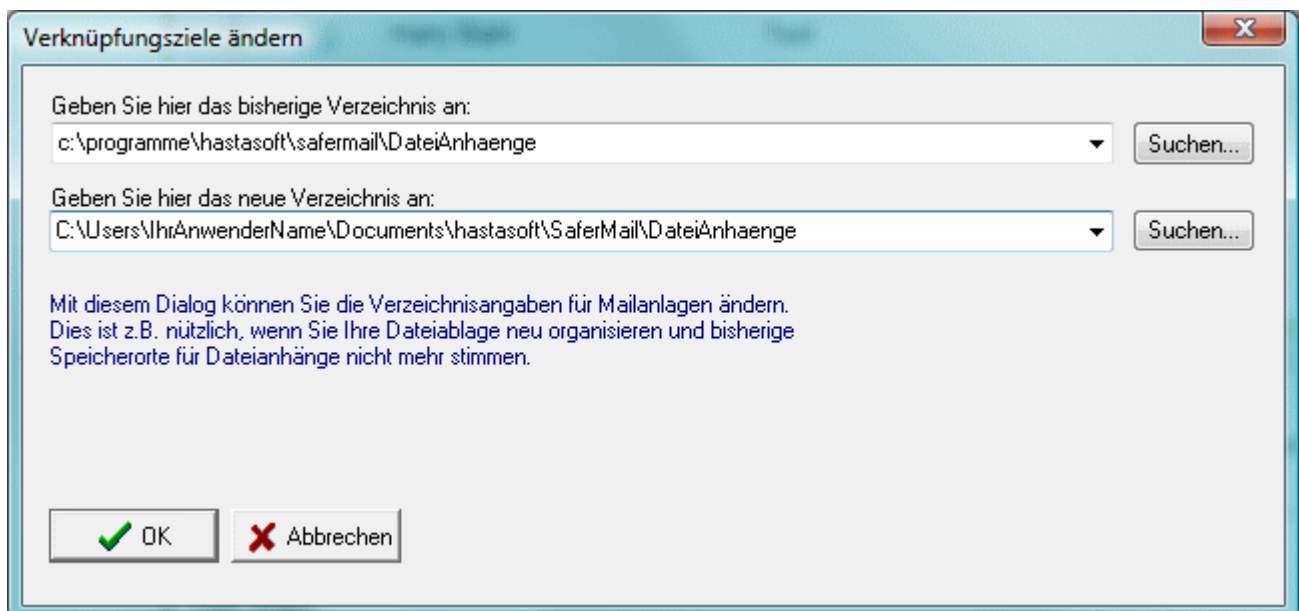 Verknüpfungsziele ändern
Geben Sie hier das bisherige Verzeichnis an:
c:\programme\hastasoft\safermail\DateiAnhaenge
Suchen...
Geben Sie hier das neue Verzeichnis an:
C:\Users\IhrAnwenderName\Documents\hastasoft\SaferMail\DateiAnhaenge
Suchen...
Mit diesem Dialog können Sie die Verzeichnisangaben für Mailanlagen ändern.
Dies ist z.B. nützlich, wenn Sie Ihre Dateiablage neu organisieren und bisherige
Speicherorte für Dateianhänge nicht mehr stimmen.
OK
Abbrechen